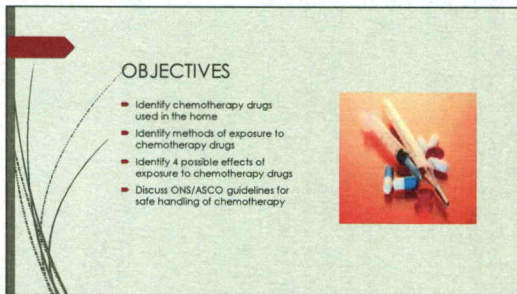 OBJECTIVES
Identify chemotherapy drugs
used in the home
Identify methods of exposure to
chemotherapy drugs
Identify 4 possible effects of
exposure to chemotherapy drugs
Discuss ONS/ASCO guidelines for
safe handling of chemotherapy